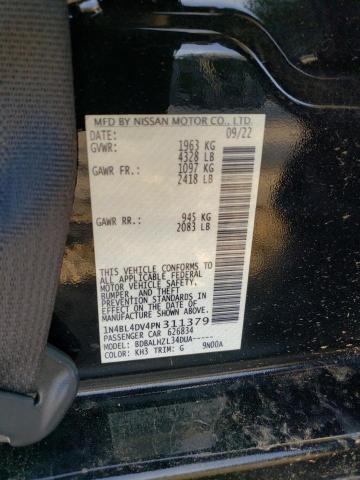 MFD BY NISSAN MOTOR CO., LTD.
DATE: 09/22
GVWR: 1963 KG
4328 LB
GAWR FR.: 1097 KG
2418 LB
GAWR RR.: 945 KG
2083 LB
THIS VEHICLE CONFORMS TO ALL
APPLICABLE FEDERAL MOTOR VEHICLE SAFETY,
BUMPER, AND THEFT
PREVENTION STANDARDS
IN EFFECT ON THE DATE OF
MANUFACTURE SHOWN ABOVE.
1N4BL4DV4PN311379
PASSENGER CAR 626834
MODEL: BDBALHZL34DUA-----
COLOR: KH3 TRIM: G 9N00A